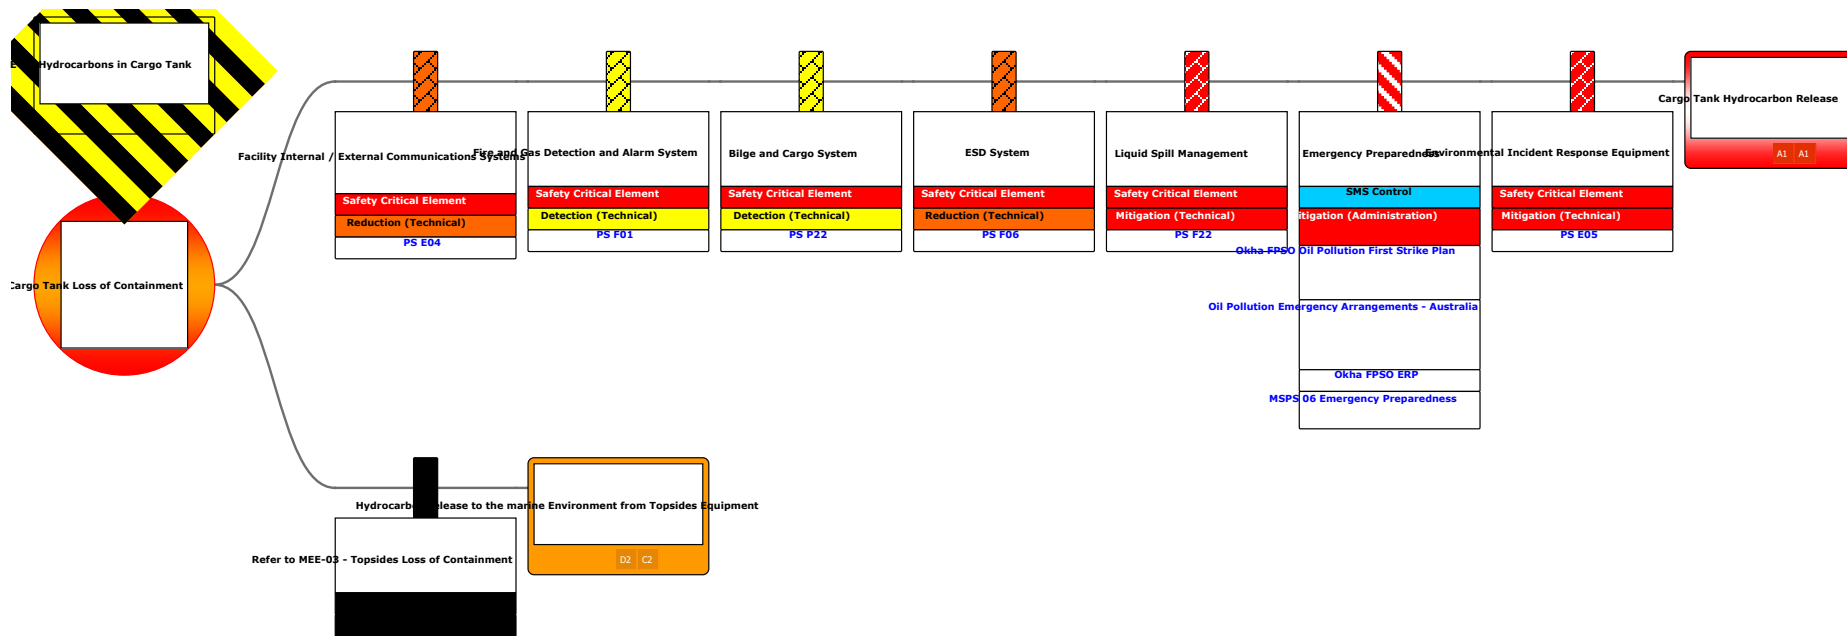 Hydrocarbons in Cargo Tank
Cargo Tank Loss of Containment
Facility Internal / External Communications Systems
Safety Critical Element
Reduction (Technical)
PS E04
Fire and Gas Detection and Alarm System
Safety Critical Element
Detection (Technical)
PS F01
Bilge and Cargo System
Safety Critical Element
Detection (Technical)
PS P22
ESD System
Safety Critical Element
Reduction (Technical)
PS F06
Liquid Spill Management
Safety Critical Element
Mitigation (Technical)
PS F22
Emergency Preparedness
SMS Control
Mitigation (Administration)
Okha FPSO Oil Pollution First Strike Plan
Oil Pollution Emergency Arrangements - Australia
Okha FPSO ERP
MSPS 06 Emergency Preparedness
Environmental Incident Response Equipment
Safety Critical Element
Mitigation (Technical)
PS E05
Cargo Tank Hydrocarbon Release
A1 A1
Refer to MEE-03 - Topsides Loss of Containment
Hydrocarbon Release to the marine Environment from Topsides Equipment
D2 C2